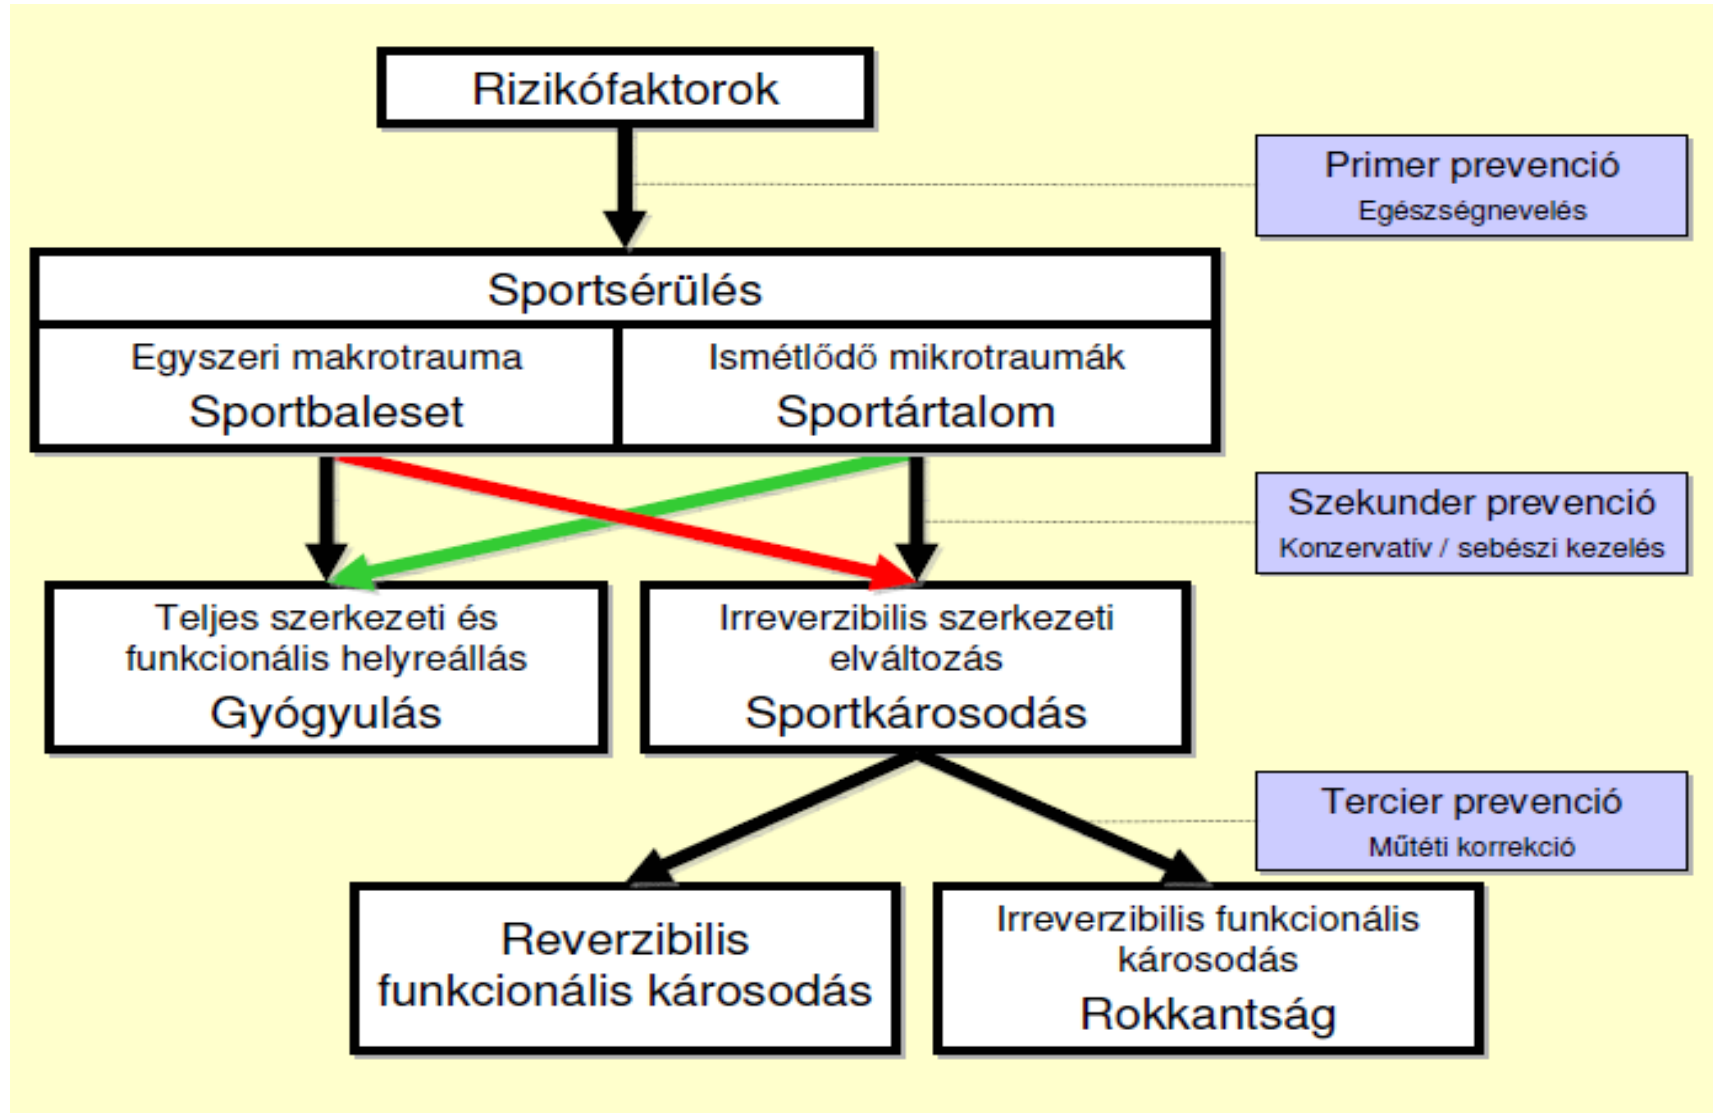 Rizikófaktorok
Primer prevenció
Egészségnevelés
Sportsérülés
Egyszeri makrotrauma
Sportbaleset
Ismétlődő mikrotraumák
Sportártalom
Szekunder prevenció
Konzervatív / sebészi kezelés
Teljes szerkezeti és
funkcionális helyreállás
Gyógyulás
Irreverzibilis szerkezeti
elváltozás
Sportkárosodás
Tercier prevenció
Műtéti korrekció
Reverzibilis
funkcionális károsodás
Irreverzibilis funkcionális
károsodás
Rokkantság